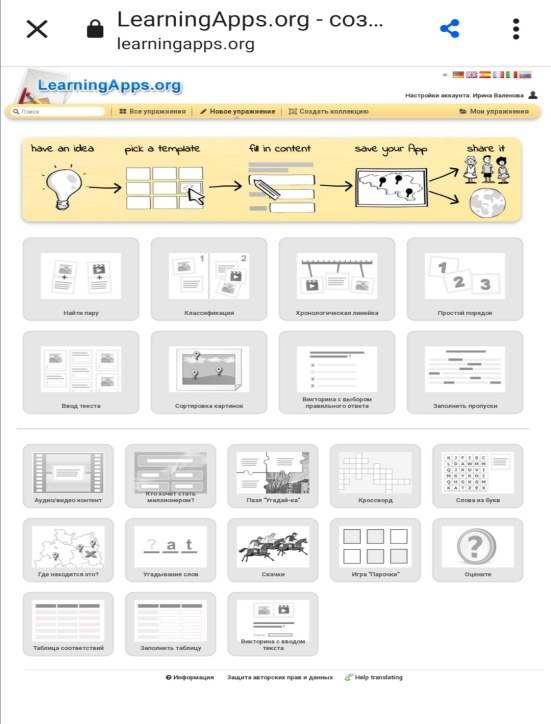 LearningApps.org - соз...
learningapps.org
LearningApps.org
Настройки аккаунта: Ирина Валенова
Поиск
Все упражнения
Новое упражнение
Создать коллекцию
Мои упражнения
have an idea
pick a template
fill in content
save your App
share it
1 2
1 2 3
Найти пару
Классификация
Хронологическая линейка
Простой порядок
Ввод текста
Сортировка картинок
Викторина с выбором
правильного ответа
Заполнить пропуски
Аудио/видео контент
Кто хочет стать
миллионером?
Пазл "Угадай-ка"
Кроссворд
Слова из букв
? a t
Где находится это?
Угадывание слов
Скачки
Игра "Парочки"
?
Оцените
Таблица соответствий
Заполнить таблицу
Викторина с вводом
текста
Информация
Защита авторских прав и данных
Help translating